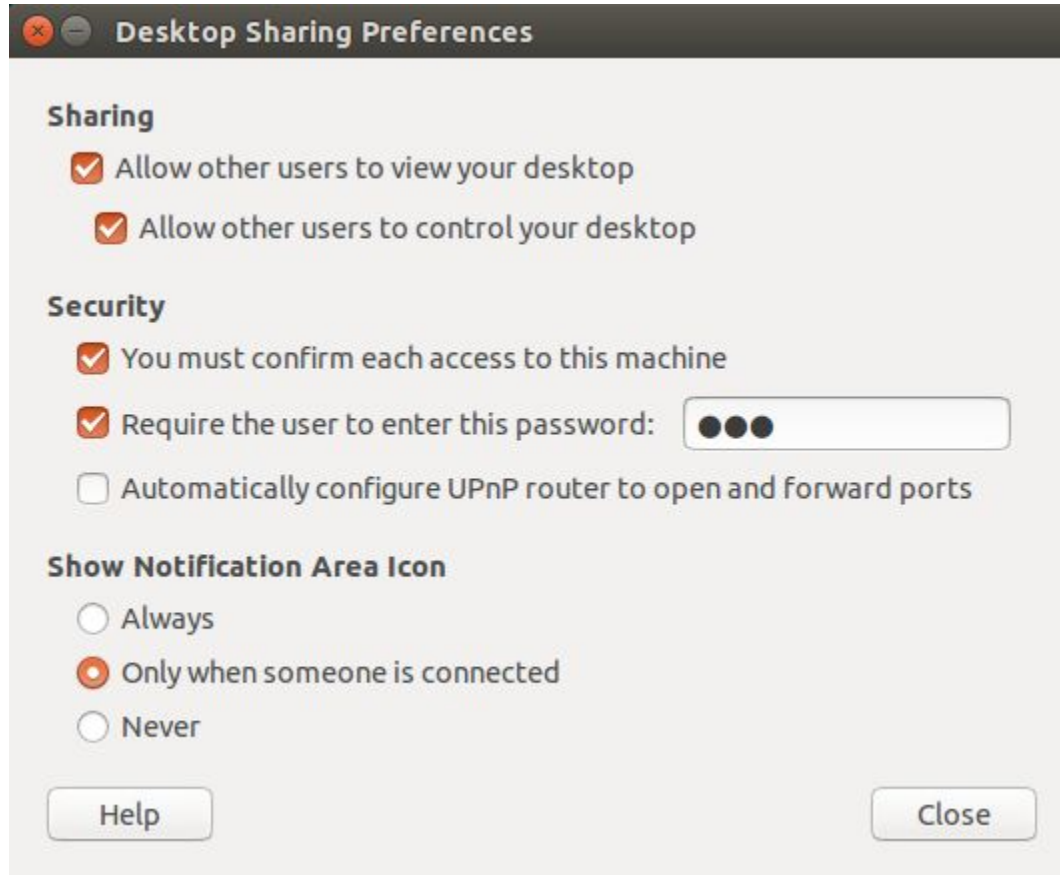 Desktop Sharing Preferences
Sharing
Allow other users to view your desktop
Allow other users to control your desktop
Security
You must confirm each access to this machine
Require the user to enter this password: ●●●
Automatically configure UPnP router to open and forward ports
Show Notification Area Icon
Always
Only when someone is connected
Never
Help Close